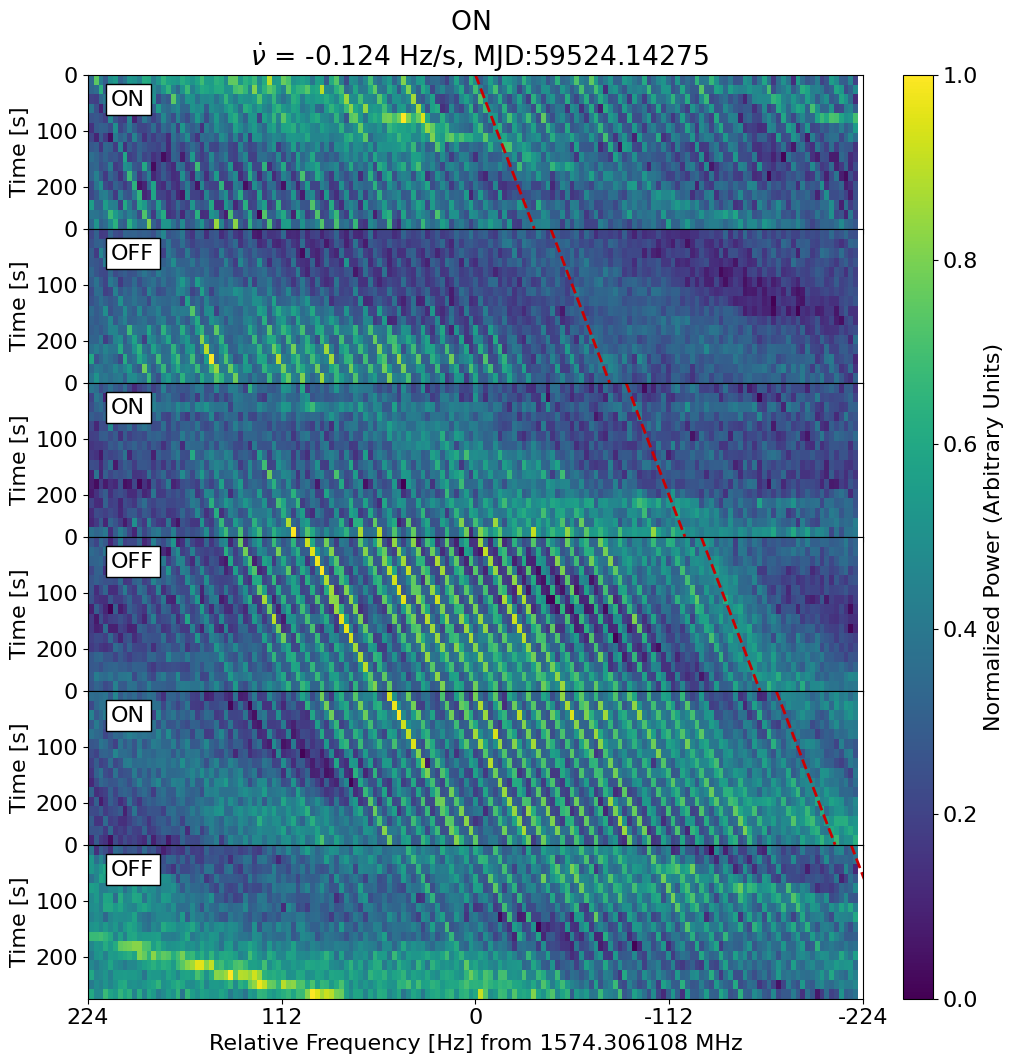 ON
ν̇ = -0.124 Hz/s, MJD:59524.14275
0
ON
100
200
Time [s]
0
OFF
100
200
Time [s]
0
ON
100
200
Time [s]
0
OFF
100
200
Time [s]
0
ON
100
200
Time [s]
0
OFF
100
200
Time [s]
224 112 0 -112 -224
Relative Frequency [Hz] from 1574.306108 MHz
1.0
0.8
0.6
0.4
0.2
0.0
Normalized Power (Arbitrary Units)